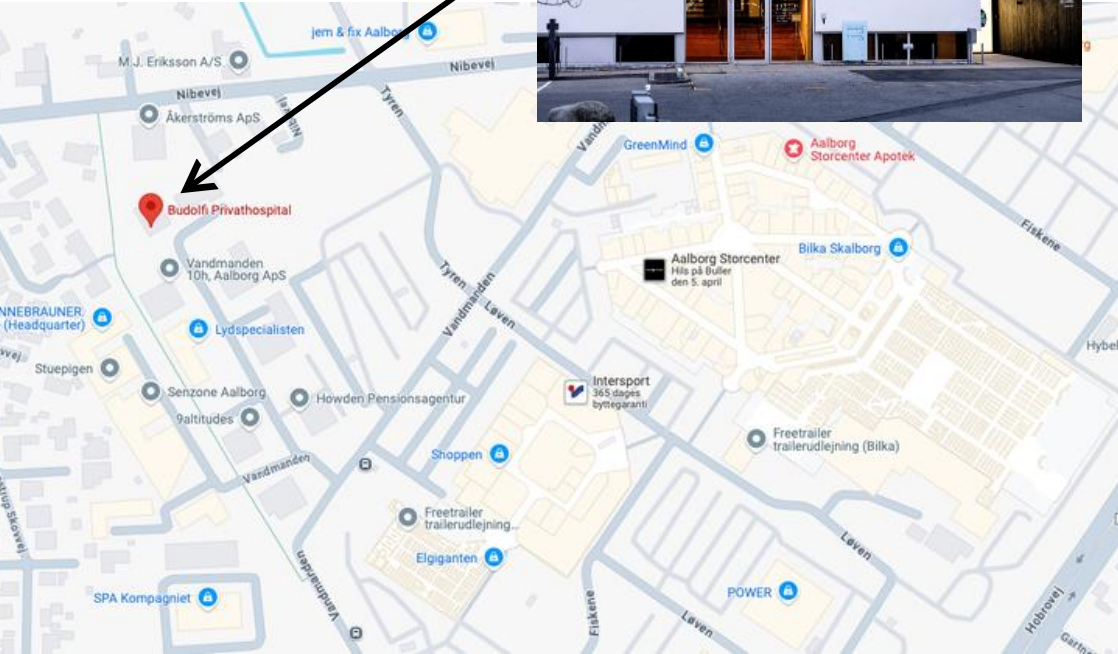 jem & fix Aalborg
M.J. Eriksson A/S
Nibevej
Nibevej
Åkerströms ApS
Tyren
GreenMind
Aalborg
Storcenter Apotek
Fiskene
Budolfi Privathospital
Bilka Skalborg
Aalborg Storcenter
Hils på Buller
den 5. april
Vandmanden
10h, Aalborg ApS
Tyren
Løven
Vandmanden
NNEBRAUNER.
(Headquarter)
Lydspecialisten
Stuepigen
Intersport
365 dages
byttegaranti
Senzone Aalborg
Howden Pensionsagentur
9altitudes
Freetrailer
trailerudlejning (Bilka)
Shoppen
Vandmanden
Freetrailer
trailerudlejning...
Løven
Elgiganten
Vandmanden
SPA Kompagniet
POWER
Fiskene
Løven
Hobrovej